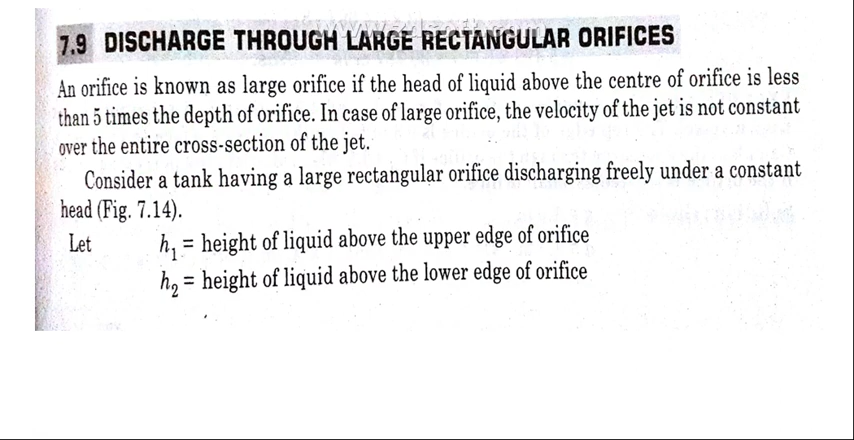 7.9 DISCHARGE THROUGH LARGE RECTANGULAR ORIFICES
An orifice is known as large orifice if the head of liquid above the centre of orifice is less
than 5 times the depth of orifice. In case of large orifice, the velocity of the jet is not constant
over the entire cross-section of the jet.
Consider a tank having a large rectangular orifice discharging freely under a constant
head (Fig. 7.14).
Let h₁ = height of liquid above the upper edge of orifice
h₂ = height of liquid above the lower edge of orifice